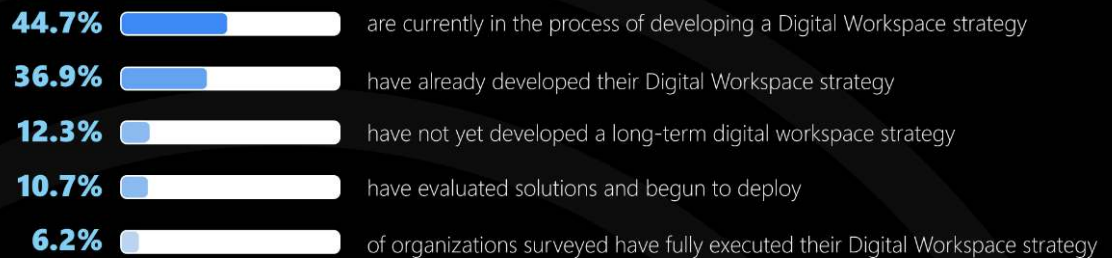 44.7% are currently in the process of developing a Digital Workspace strategy
36.9% have already developed their Digital Workspace strategy
12.3% have not yet developed a long-term digital workspace strategy
10.7% have evaluated solutions and begun to deploy
6.2% of organizations surveyed have fully executed their Digital Workspace strategy